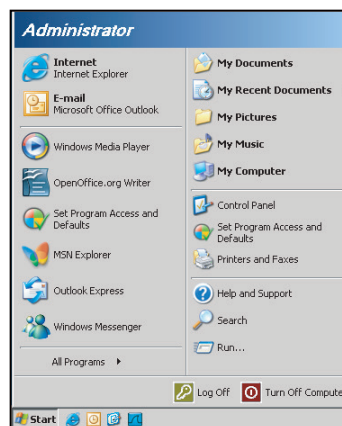 Administrator
Internet
Internet Explorer
E-mail
Microsoft Office Outlook
Windows Media Player
OpenOffice.org Writer
Set Program Access and
Defaults
MSN Explorer
Outlook Express
Windows Messenger
All Programs
My Documents
My Recent Documents
My Pictures
My Music
My Computer
Control Panel
Set Program Access and
Defaults
Printers and Faxes
Help and Support
Search
Run...
Log Off
Turn Off Compute
Start